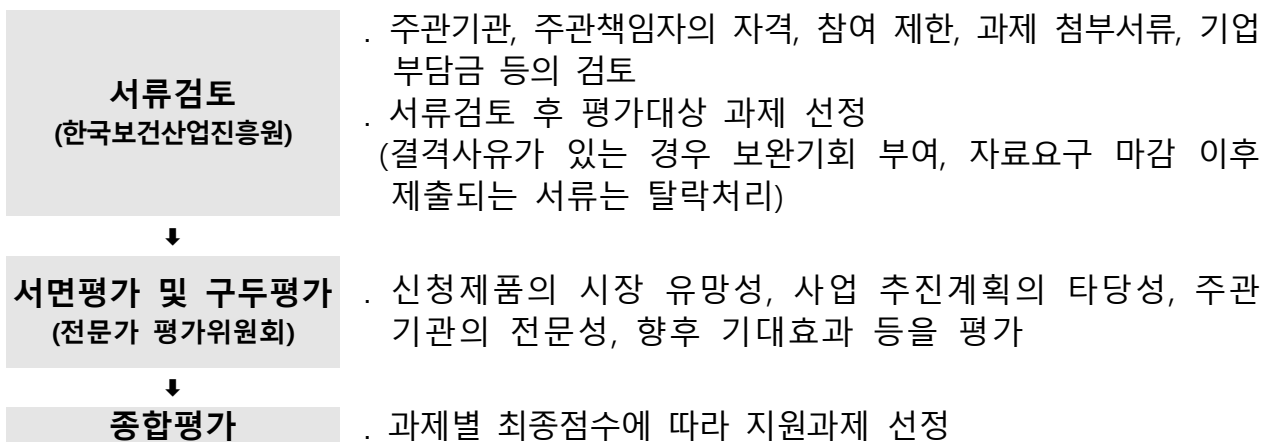 서류검토
(한국보건산업진흥원)
. 주관기관, 주관책임자의 자격, 참여 제한, 과제 첨부서류, 기업
부담금 등의 검토
. 서류검토 후 평가대상 과제 선정
(결격사유가 있는 경우 보완기회 부여, 자료요구 마감 이후
제출되는 서류는 탈락처리)
⬇
서면평가 및 구두평가
(전문가 평가위원회)
. 신청제품의 시장 유망성, 사업 추진계획의 타당성, 주관
기관의 전문성, 향후 기대효과 등을 평가
⬇
종합평가
. 과제별 최종점수에 따라 지원과제 선정